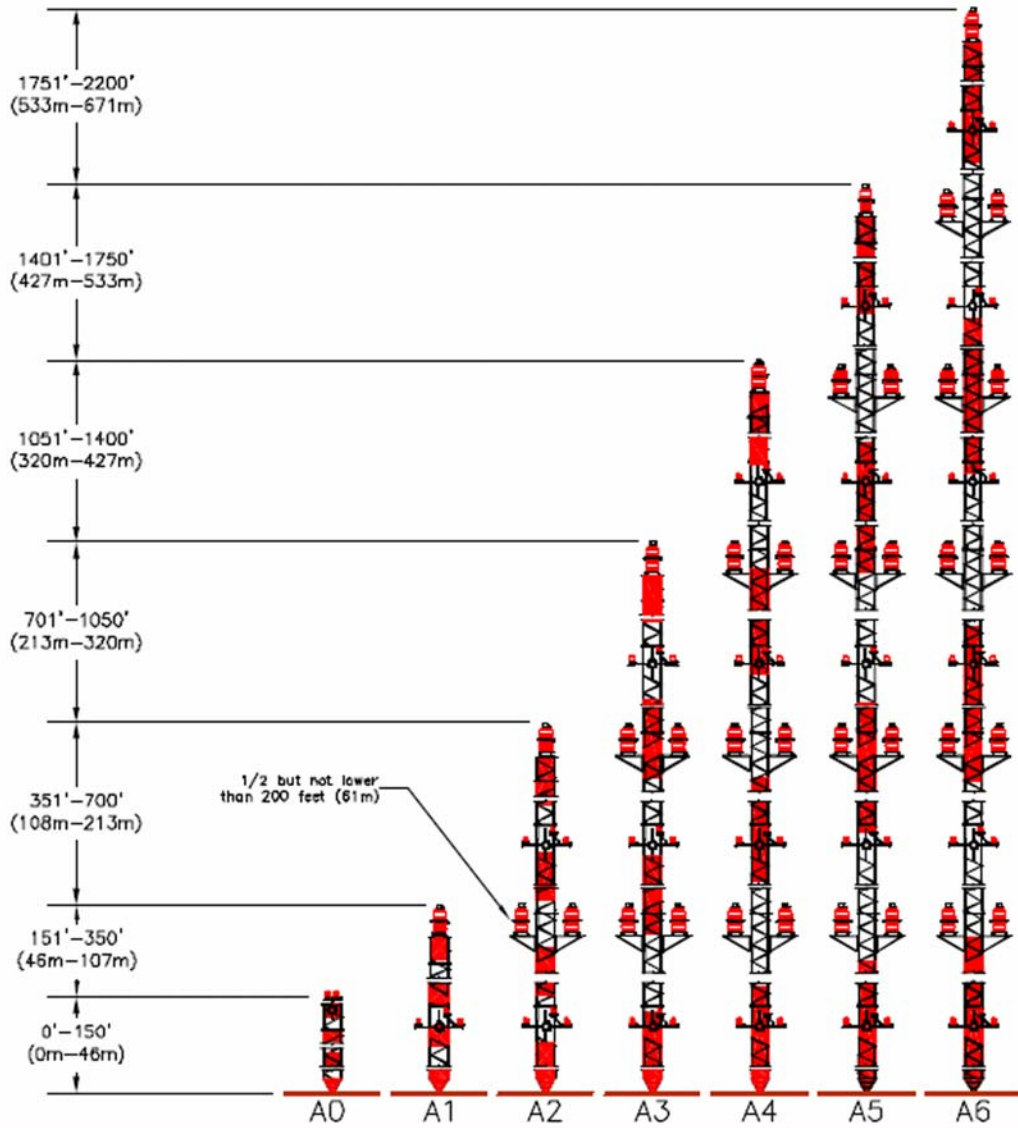 1751'-2200'
(533m-671m)
1401'-1750'
(427m-533m)
1051'-1400'
(320m-427m)
701'-1050'
(213m-320m)
1/2 but not lower
than 200 feet (61m)
351'-700'
(108m-213m)
151'-350'
(46m-107m)
0'-150'
(0m-46m)
A0 A1 A2 A3 A4 A5 A6